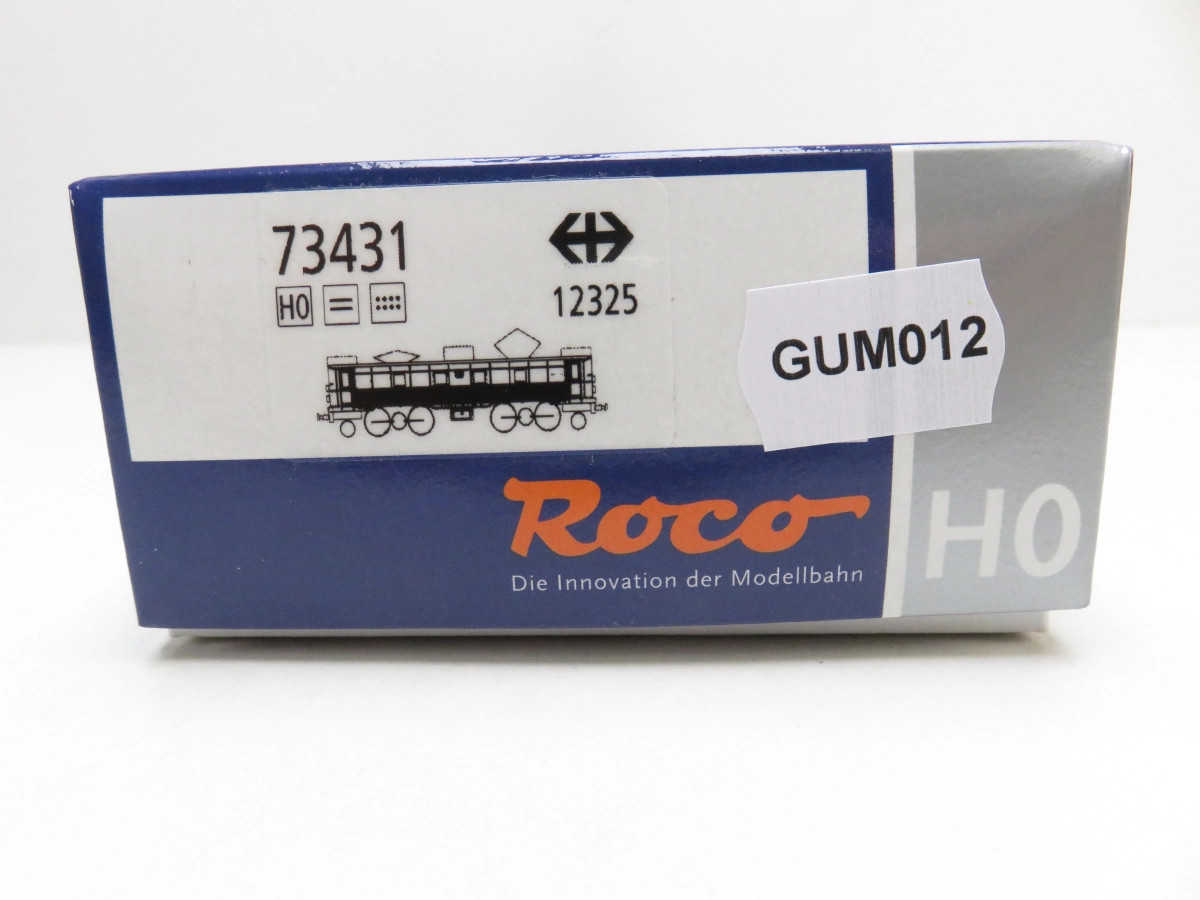 73431
H0
12325
GUM012
Roco
Die Innovation der Modellbahn
H0